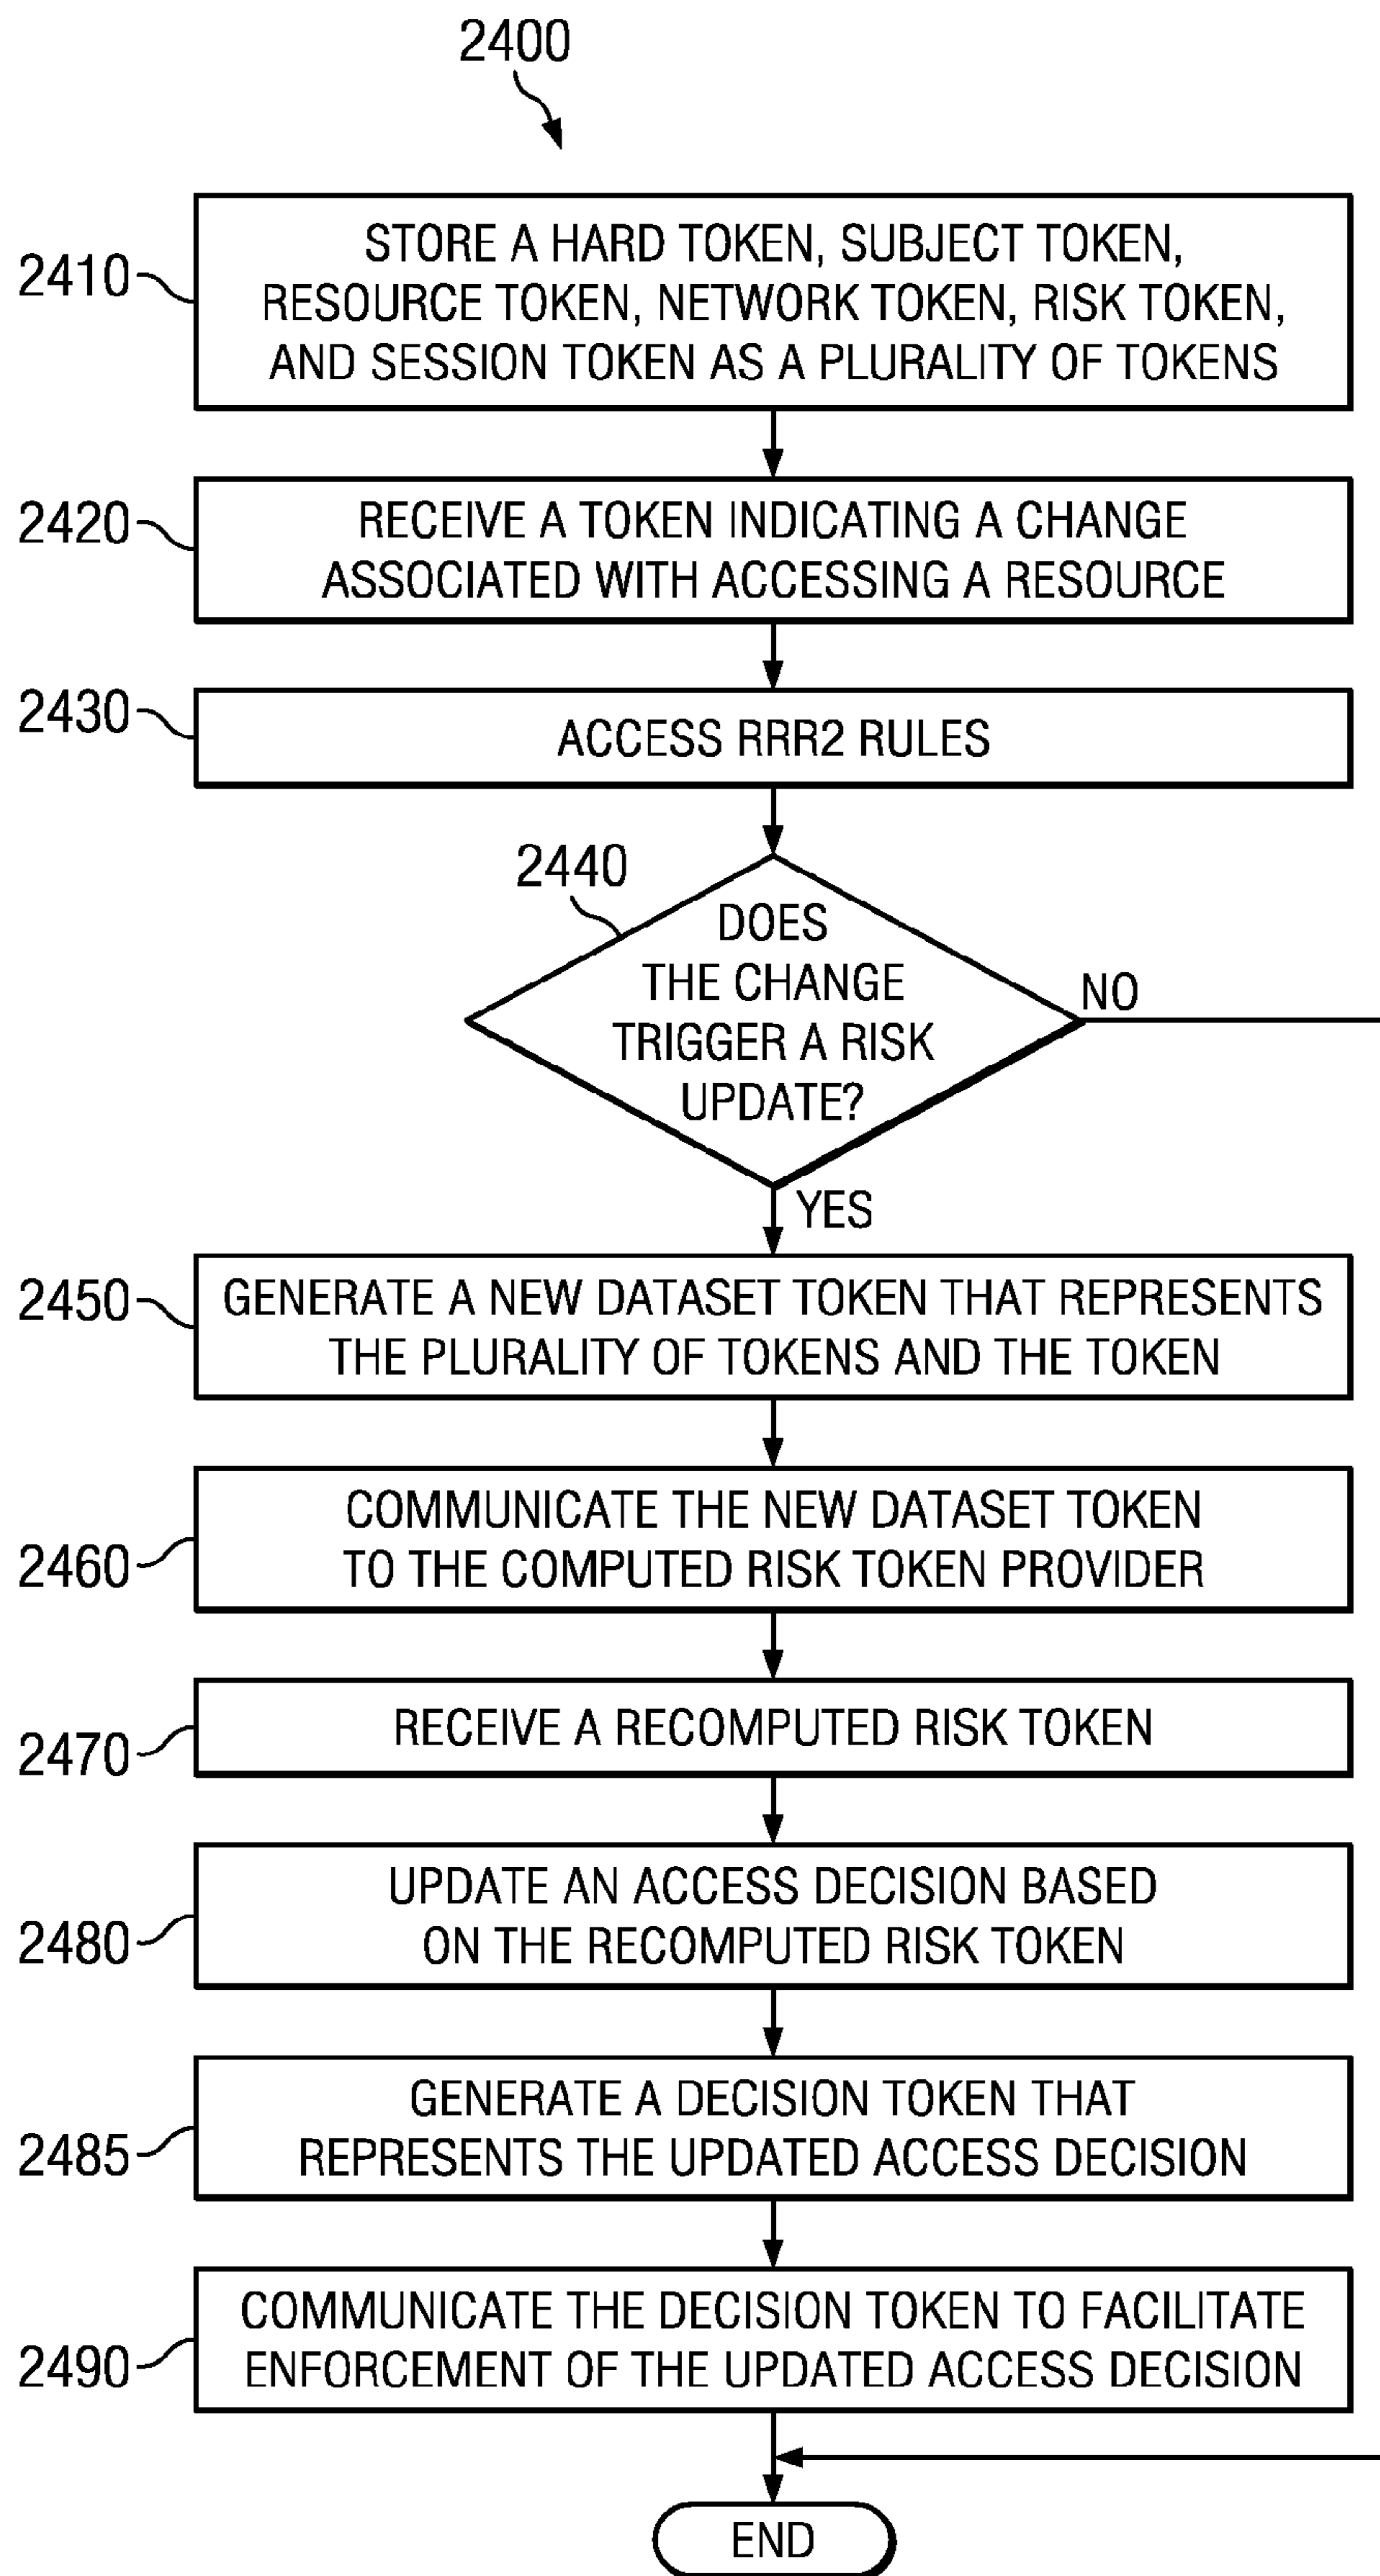 2400
2410
STORE A HARD TOKEN, SUBJECT TOKEN,
RESOURCE TOKEN, NETWORK TOKEN, RISK TOKEN,
AND SESSION TOKEN AS A PLURALITY OF TOKENS
2420
RECEIVE A TOKEN INDICATING A CHANGE
ASSOCIATED WITH ACCESSING A RESOURCE
2430
ACCESS RRR2 RULES
2440
DOES
THE CHANGE
TRIGGER A RISK
UPDATE?
NO
YES
2450
GENERATE A NEW DATASET TOKEN THAT REPRESENTS
THE PLURALITY OF TOKENS AND THE TOKEN
2460
COMMUNICATE THE NEW DATASET TOKEN
TO THE COMPUTED RISK TOKEN PROVIDER
2470
RECEIVE A RECOMPUTED RISK TOKEN
2480
UPDATE AN ACCESS DECISION BASED
ON THE RECOMPUTED RISK TOKEN
2485
GENERATE A DECISION TOKEN THAT
REPRESENTS THE UPDATED ACCESS DECISION
2490
COMMUNICATE THE DECISION TOKEN TO FACILITATE
ENFORCEMENT OF THE UPDATED ACCESS DECISION
END